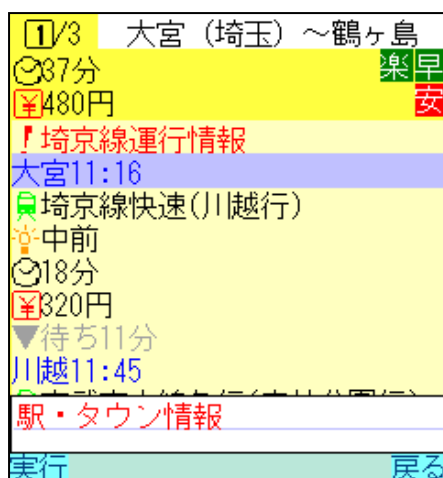 1/3 大宮（埼玉）～鶴ヶ島
37分 楽 早
¥480円 安
埼京線運行情報
大宮11:16
埼京線快速(川越行)
中前
18分
¥320円
▼待ち11分
川越11:45
駅・タウン情報
実行 戻る